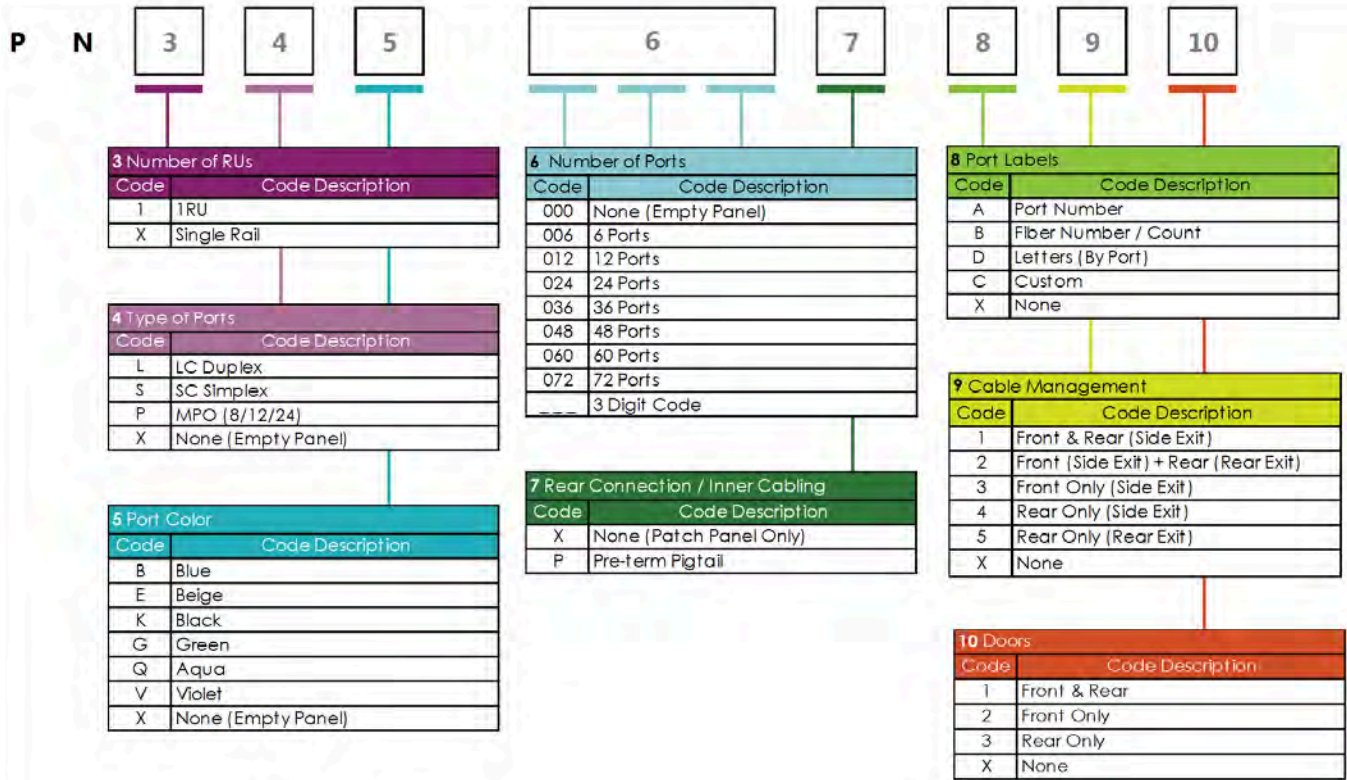 P N 3 4 5 6 7 8 9 10
3 Number of RUs
Code Code Description
1 1RU
X Single Rail
4 Type of Ports
Code Code Description
L LC Duplex
S SC Simplex
P MPO (8/12/24)
X None (Empty Panel)
5 Port Color
Code Code Description
B Blue
E Beige
K Black
G Green
Q Aqua
V Violet
X None (Empty Panel)
6 Number of Ports
Code Code Description
000 None (Empty Panel)
006 6 Ports
012 12 Ports
024 24 Ports
036 36 Ports
048 48 Ports
060 60 Ports
072 72 Ports
_ _ _ 3 Digit Code
7 Rear Connection / Inner Cabling
Code Code Description
X None (Patch Panel Only)
P Pre-term Pigtail
8 Port Labels
Code Code Description
A Port Number
B Fiber Number / Count
D Letters (By Port)
C Custom
X None
9 Cable Management
Code Code Description
1 Front & Rear (Side Exit)
2 Front (Side Exit) + Rear (Rear Exit)
3 Front Only (Side Exit)
4 Rear Only (Side Exit)
5 Rear Only (Rear Exit)
X None
10 Doors
Code Code Description
1 Front & Rear
2 Front Only
3 Rear Only
X None